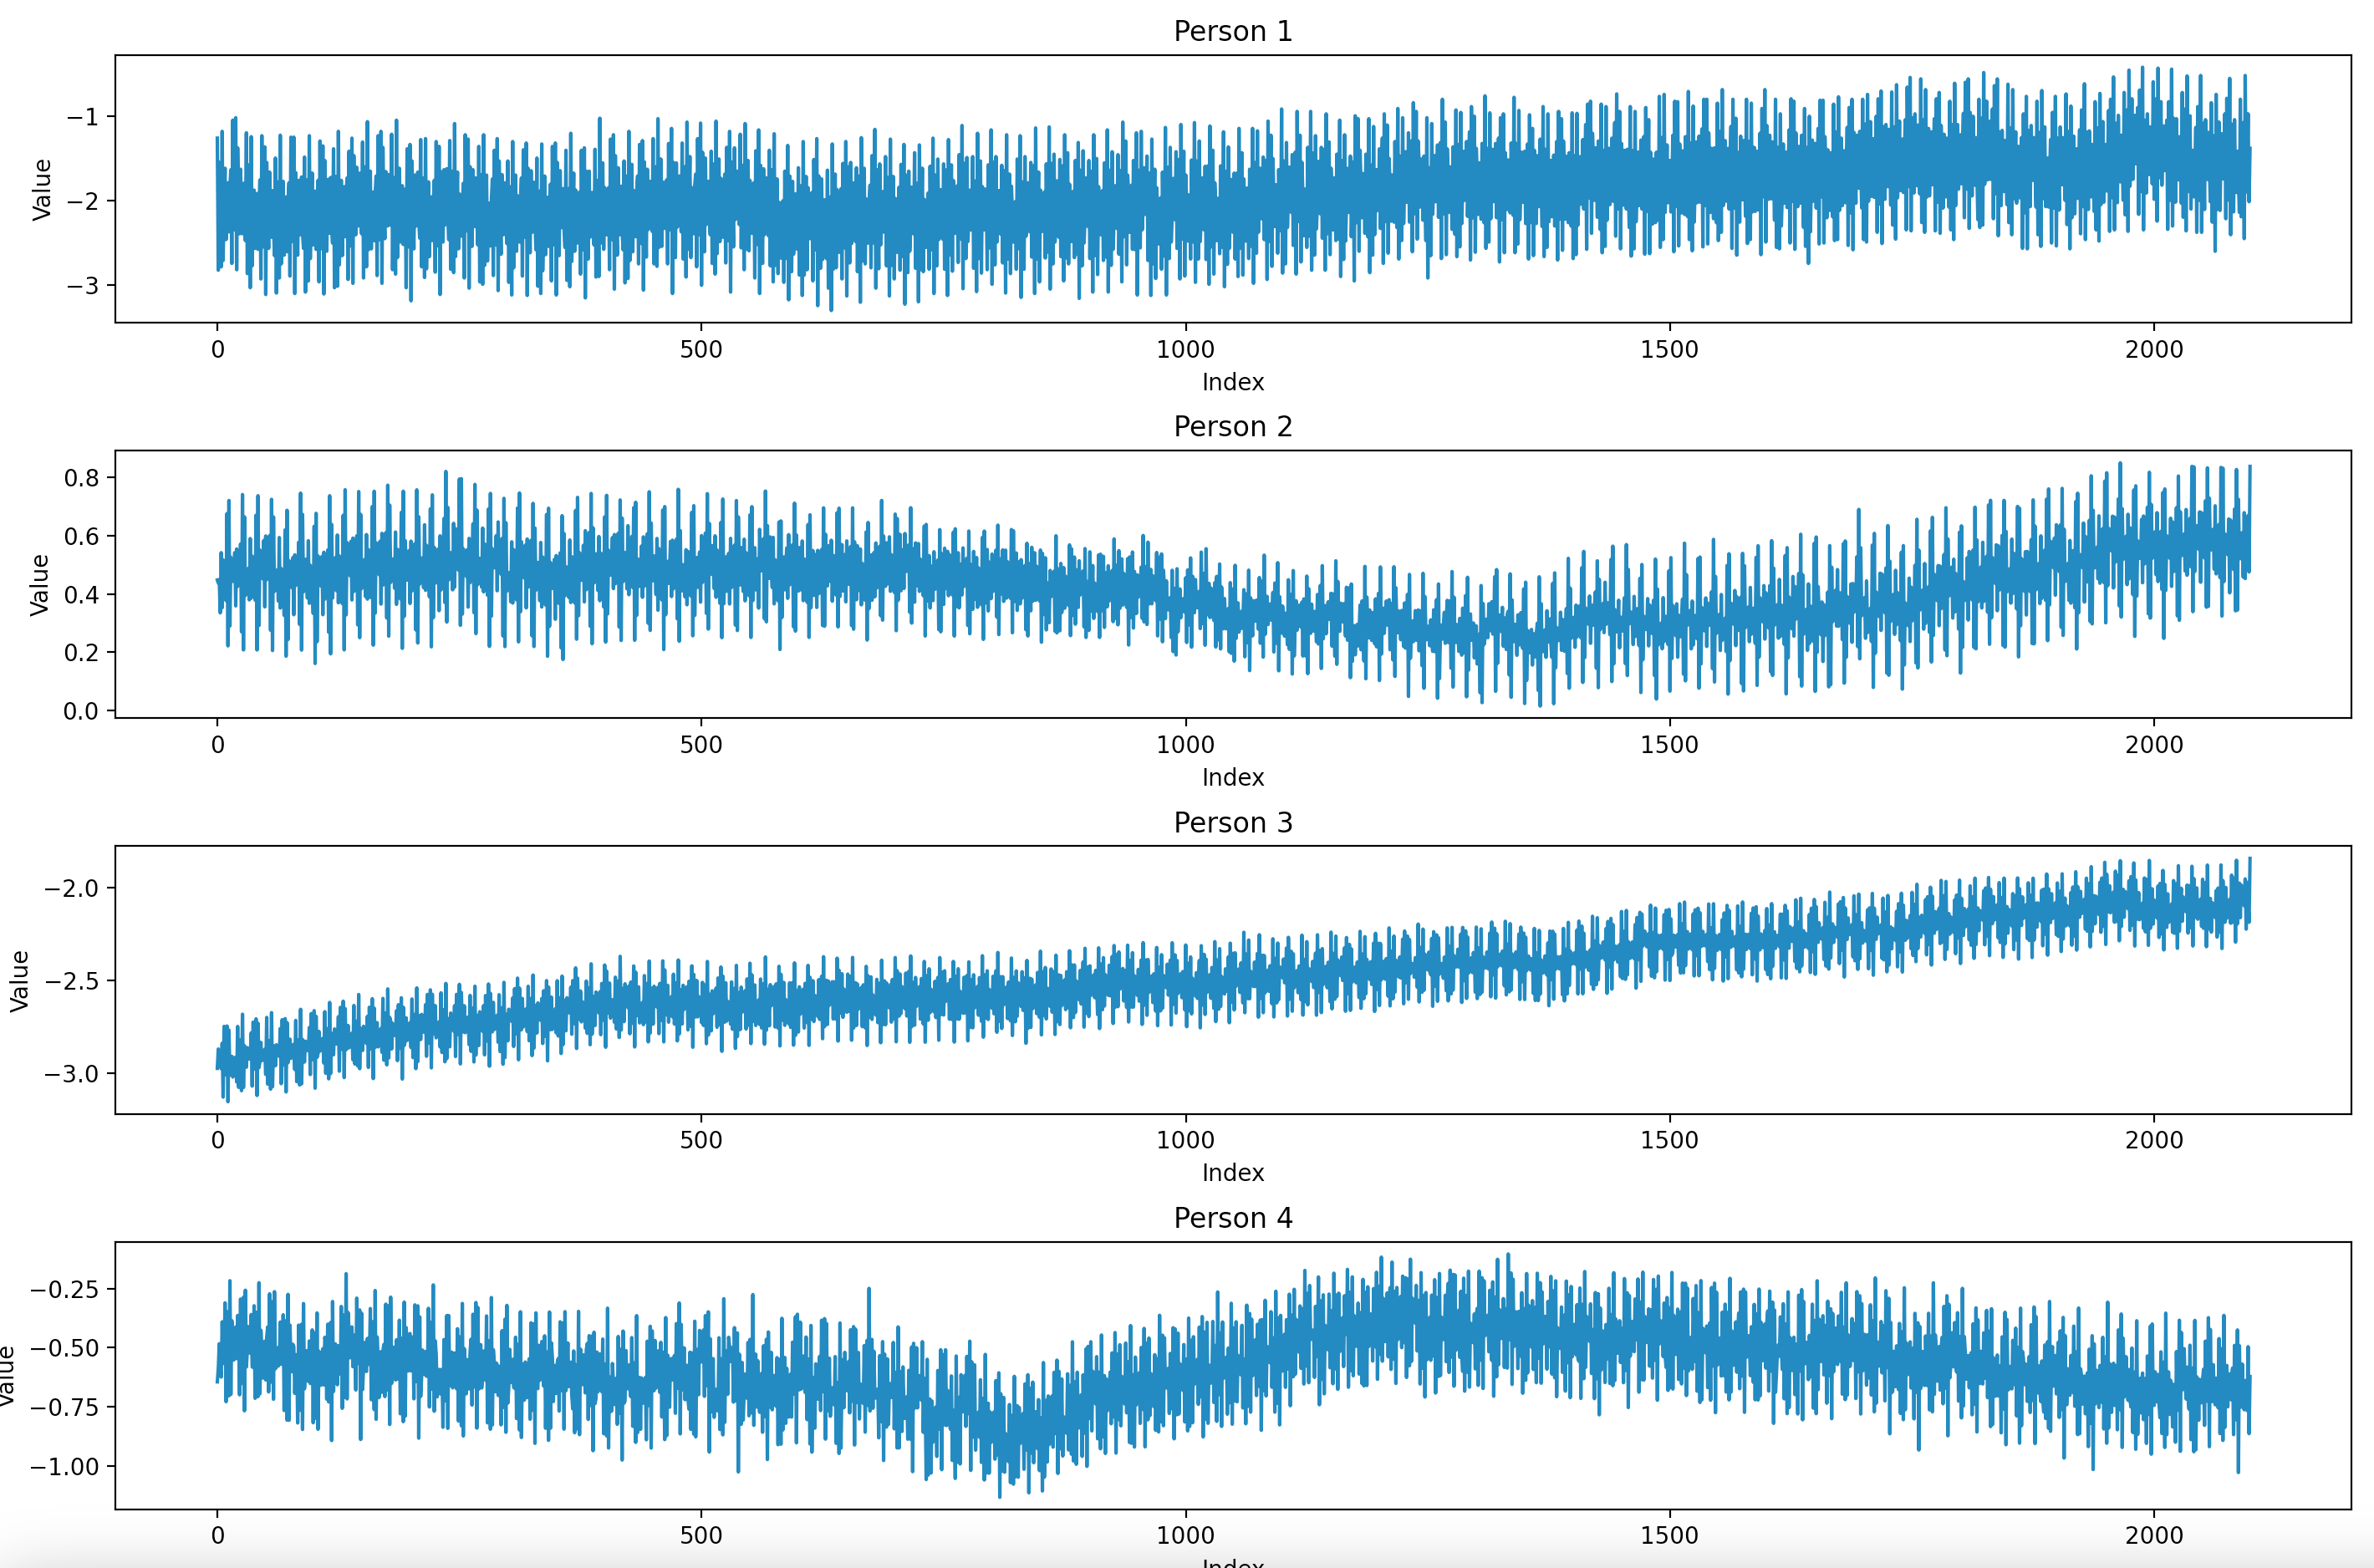 Person 1
Value
−1
−2
−3
0 500 1000 1500 2000
Index
Person 2
Value
0.8
0.6
0.4
0.2
0.0
0 500 1000 1500 2000
Index
Person 3
Value
−2.0
−2.5
−3.0
0 500 1000 1500 2000
Index
Person 4
Value
−0.25
−0.50
−0.75
−1.00
0 500 1000 1500 2000
Index